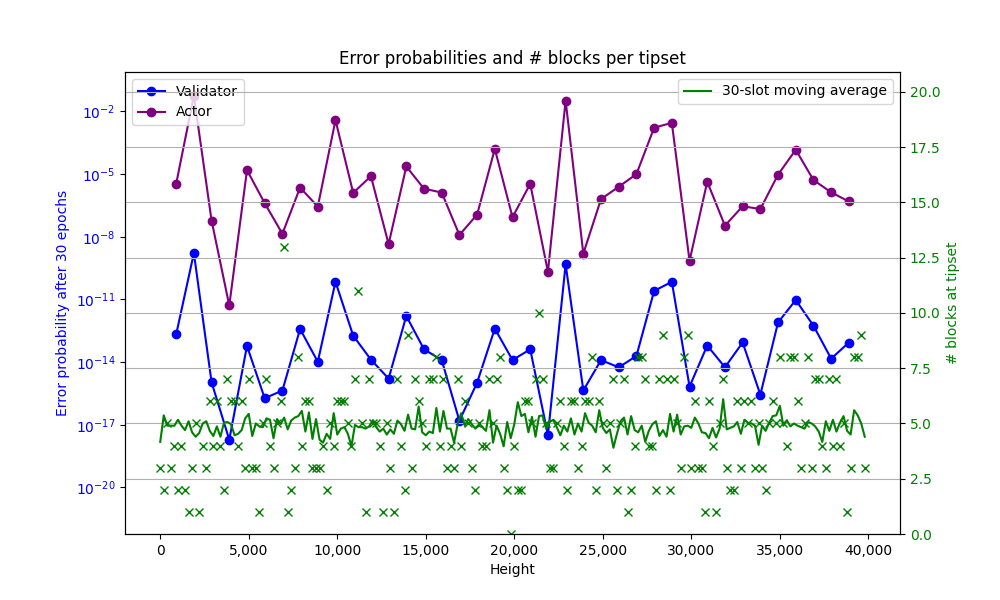 Error probabilities and # blocks per tipset
Validator
Actor
30-slot moving average
Error probability after 30 epochs
10⁻²
10⁻⁵
10⁻⁸
10⁻¹¹
10⁻¹⁴
10⁻¹⁷
10⁻²⁰
20.0
17.5
15.0
12.5
10.0
7.5
5.0
2.5
0.0
# blocks at tipset
0 5,000 10,000 15,000 20,000 25,000 30,000 35,000 40,000
Height